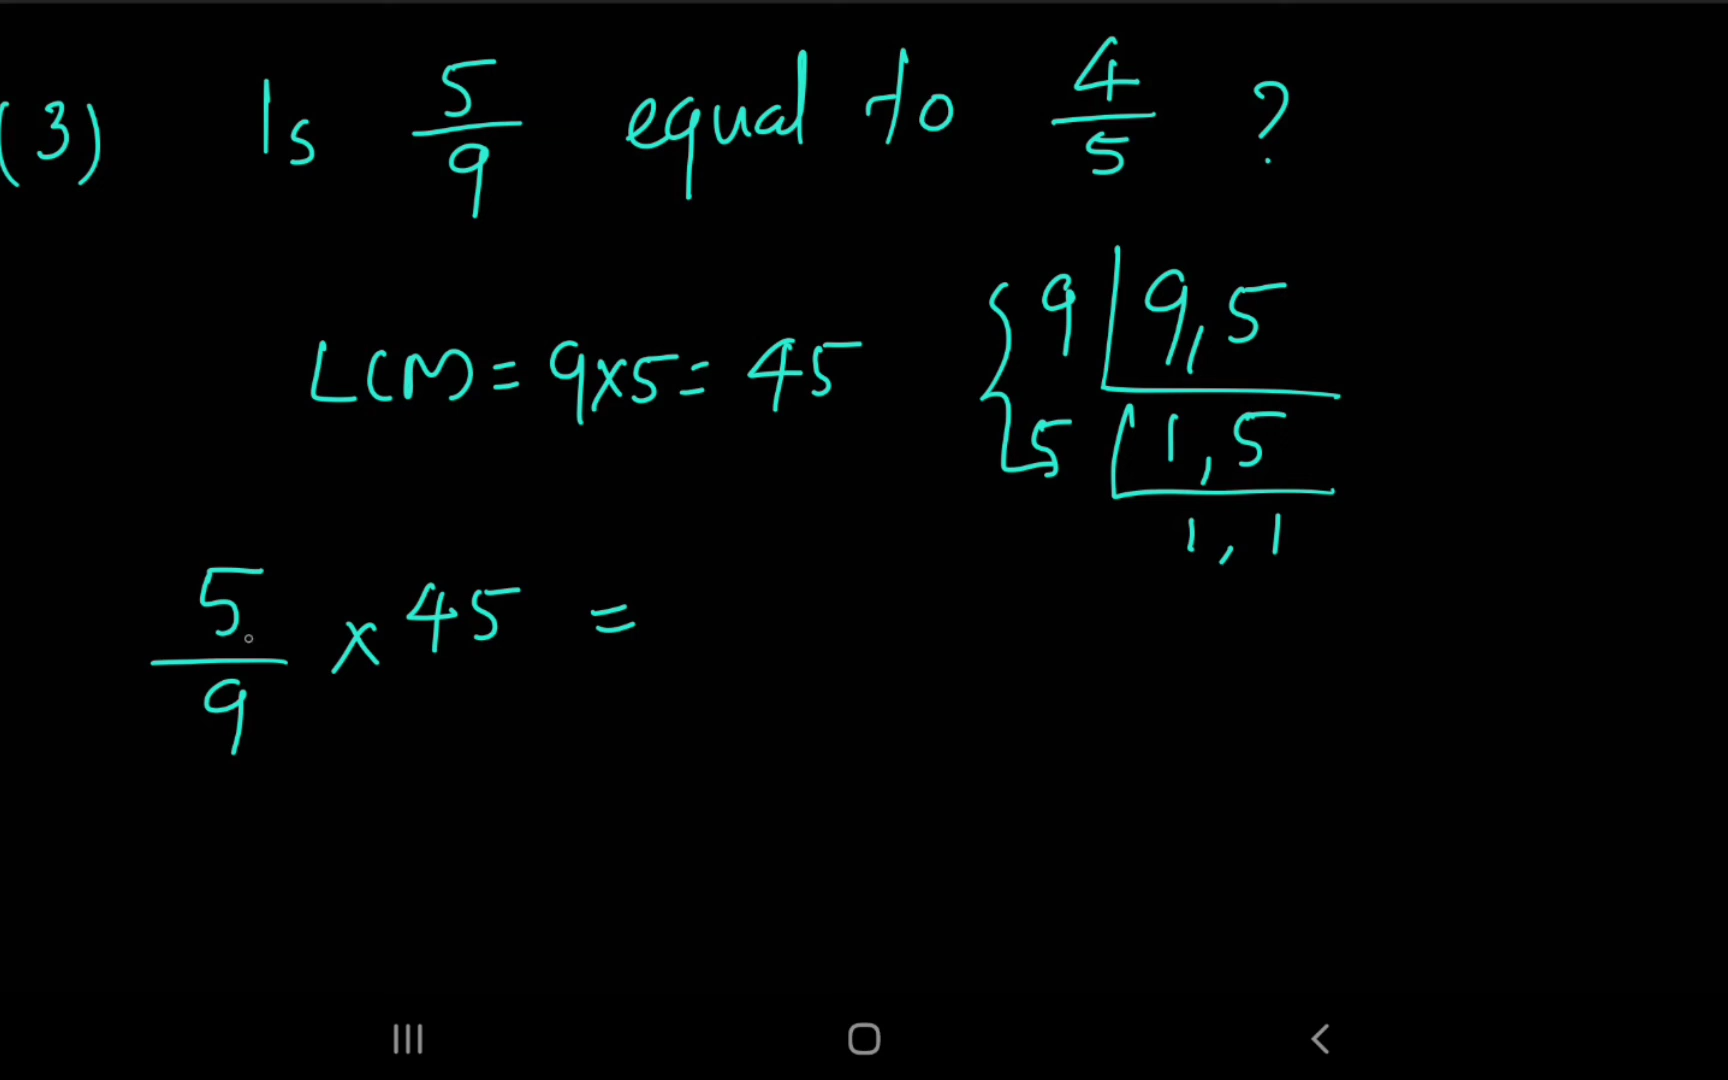 (3) Is 5/9 equal to 4/5 ?
LCM = 9x5 = 45
9 | 9,5
5 | 1,5
1,1
5/9 x 45 =